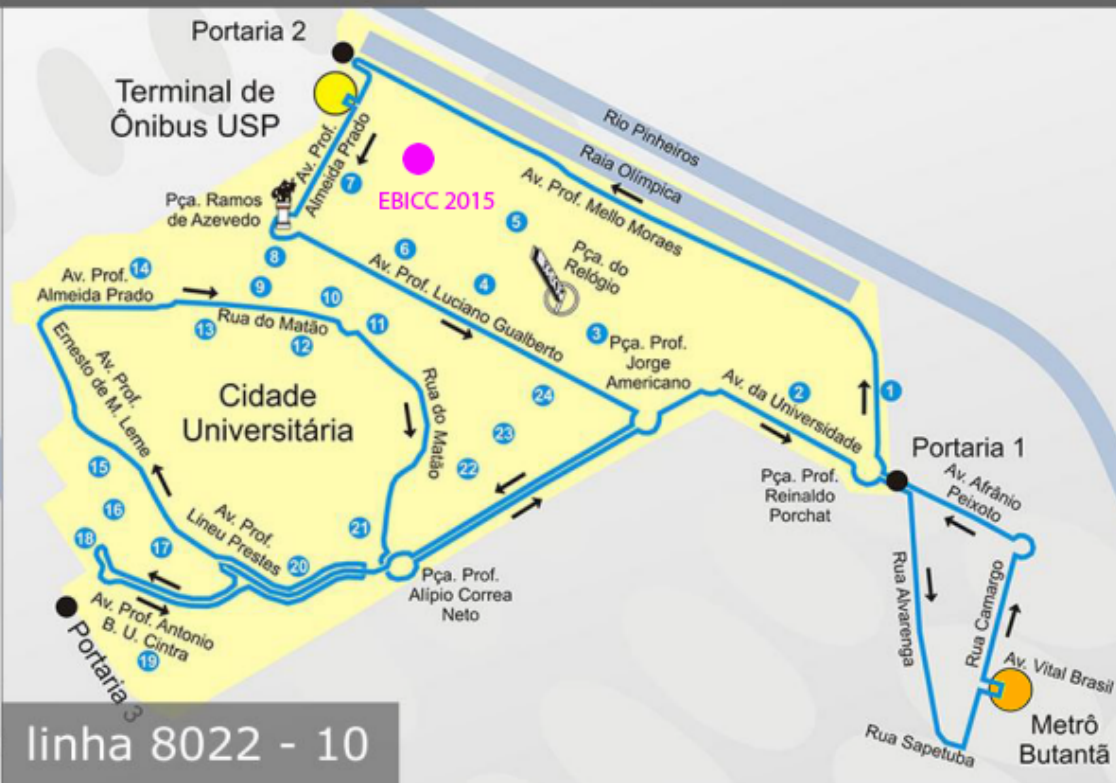 Portaria 2
Terminal de
Ônibus USP
Av. Prof.
Almeida Prado
7
EBICC 2015
Rio Pinheiros
Raia Olímpica
Av. Prof. Mello Moraes
Pça. Ramos
de Azevedo
5
6
8
4
Pça. do
Relógio
14
Av. Prof.
Almeida Prado
9
10
Av. Prof. Luciano Gualberto
13
Rua do Matão
12
11
3
Pça. Prof.
Jorge
Americano
Av. Prof.
Ernesto de M. Leme
Cidade
Universitária
Rua do Matão
24
23
22
2
1
Av. da Universidade
Portaria 1
Pça. Prof.
Reinaldo
Porchat
Av. Afrânio
Peixoto
15
16
18
17
Av. Prof.
Lineu Prestes
21
20
Pça. Prof.
Alípio Correa
Neto
Av. Prof. Antonio
B. U. Cintra
19
Portaria 3
Rua Alvarenga
Rua Camargo
Av. Vital Brasil
Rua Sapetuba
Metrô
Butantã
linha 8022 - 10